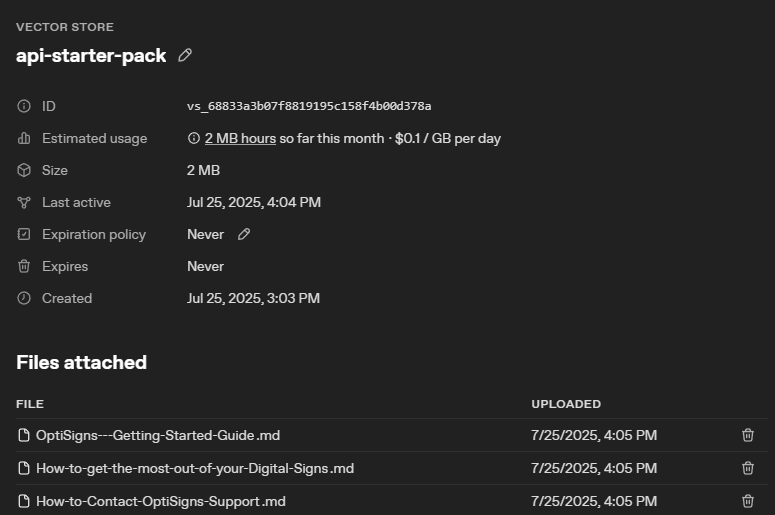 VECTOR STORE
api-starter-pack
ID vs_68833a3b07f8819195c158f4b00d378a
Estimated usage 2 MB hours so far this month · $0.1 / GB per day
Size 2 MB
Last active Jul 25, 2025, 4:04 PM
Expiration policy Never
Expires Never
Created Jul 25, 2025, 3:03 PM
Files attached
FILE UPLOADED
OptiSigns---Getting-Started-Guide.md 7/25/2025, 4:05 PM
How-to-get-the-most-out-of-your-Digital-Signs.md 7/25/2025, 4:05 PM
How-to-Contact-OptiSigns-Support.md 7/25/2025, 4:05 PM